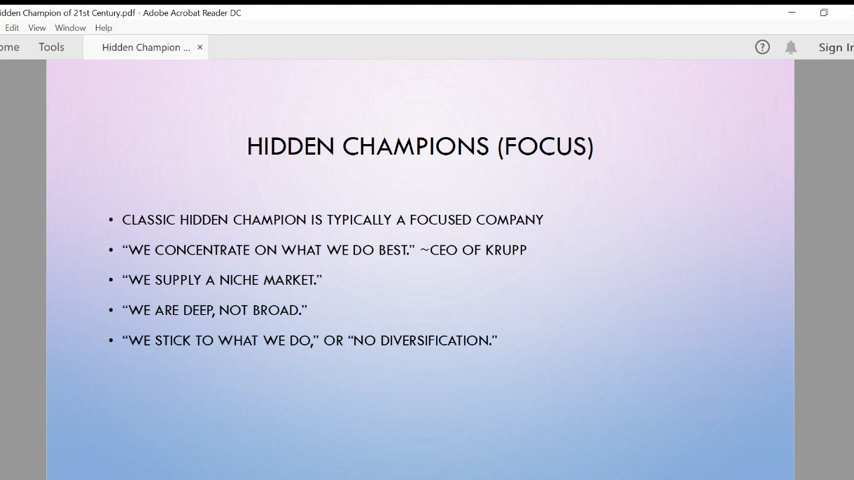 idden Champion of 21st Century.pdf - Adobe Acrobat Reader DC
Edit View Window Help
ome Tools Hidden Champion ... × ? Sign In
HIDDEN CHAMPIONS (FOCUS)
• CLASSIC HIDDEN CHAMPION IS TYPICALLY A FOCUSED COMPANY
• “WE CONCENTRATE ON WHAT WE DO BEST.” ~CEO OF KRUPP
• “WE SUPPLY A NICHE MARKET.”
• “WE ARE DEEP, NOT BROAD.”
• “WE STICK TO WHAT WE DO,” OR “NO DIVERSIFICATION.”